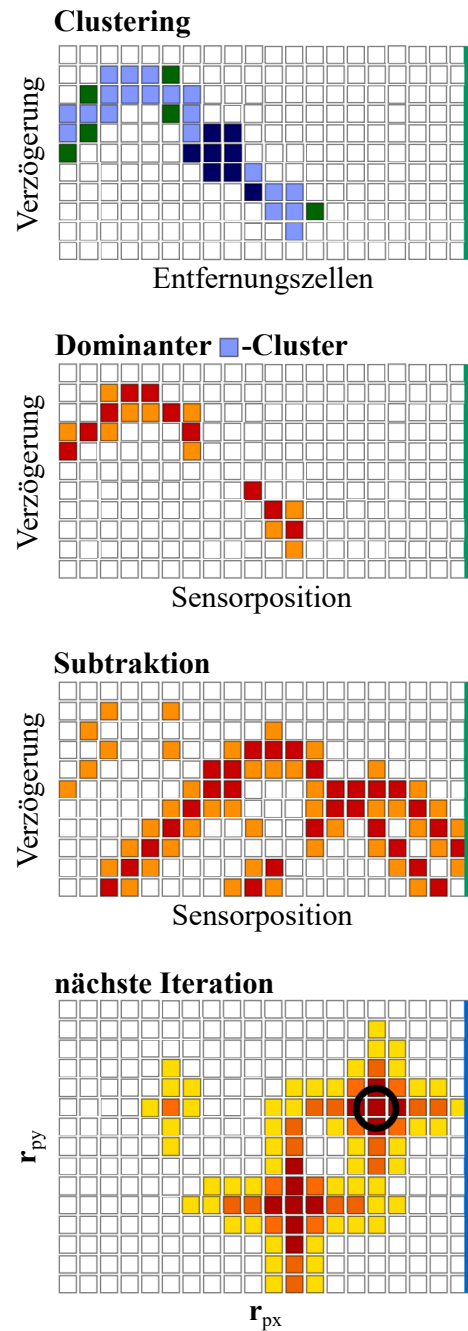 Clustering
Verzögerung
Entfernungszellen
Dominanter -Cluster
Verzögerung
Sensorposition
Subtraktion
Verzögerung
Sensorposition
nächste Iteration
r_py
r_px